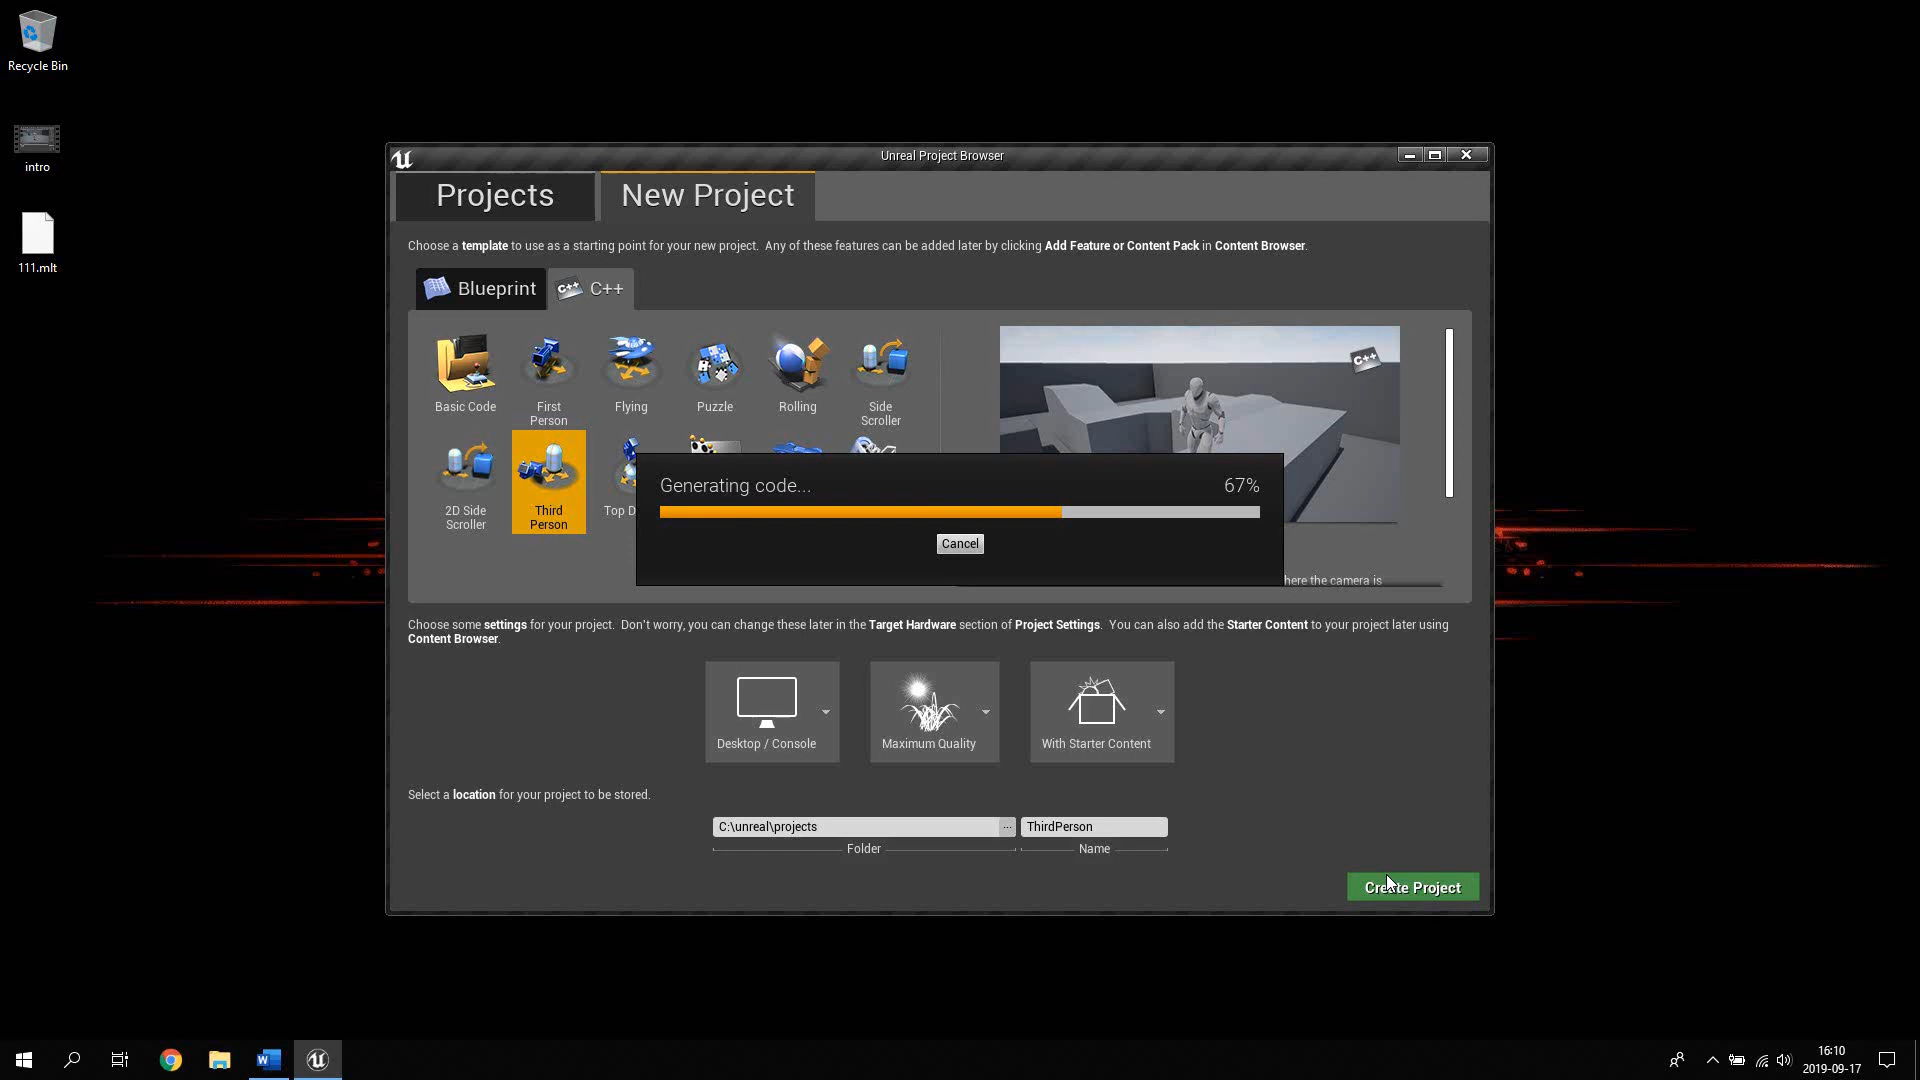 Recycle Bin
intro
111.mlt
Unreal Project Browser
Projects
New Project
Choose a template to use as a starting point for your new project. Any of these features can be added later by clicking Add Feature or Content Pack in Content Browser.
Blueprint
C++
C++
Basic Code
First
Person
Flying
Puzzle
Rolling
Side
Scroller
2D Side
Scroller
Third
Person
Top D
Generating code...
67%
Cancel
here the camera is
Choose some settings for your project. Don't worry, you can change these later in the Target Hardware section of Project Settings. You can also add the Starter Content to your project later using
Content Browser.
Desktop / Console
Maximum Quality
With Starter Content
Select a location for your project to be stored.
C:\unreal\projects
...
ThirdPerson
Folder
Name
Create Project
16:10
2019-09-17